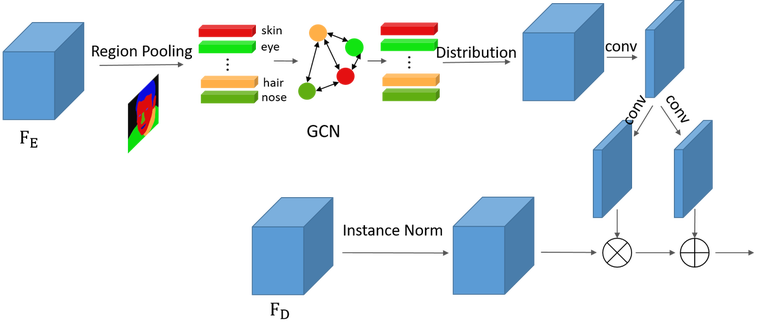 Region Pooling
skin
eye
hair
nose
Distribution
conv
conv
conv
F_E
GCN
Instance Norm
F_D